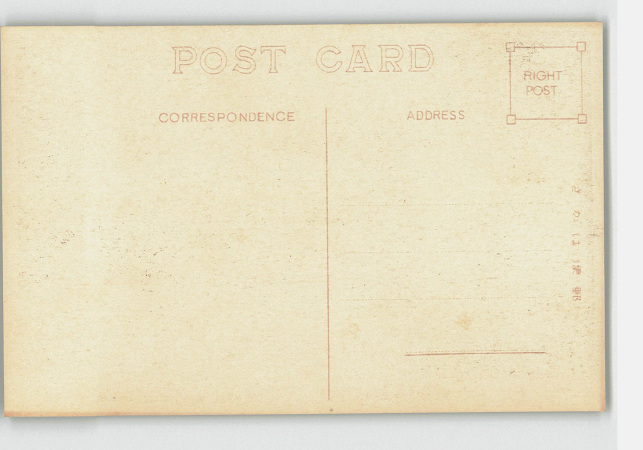 POST CARD
RIGHT
POST
CORRESPONDENCE
ADDRESS